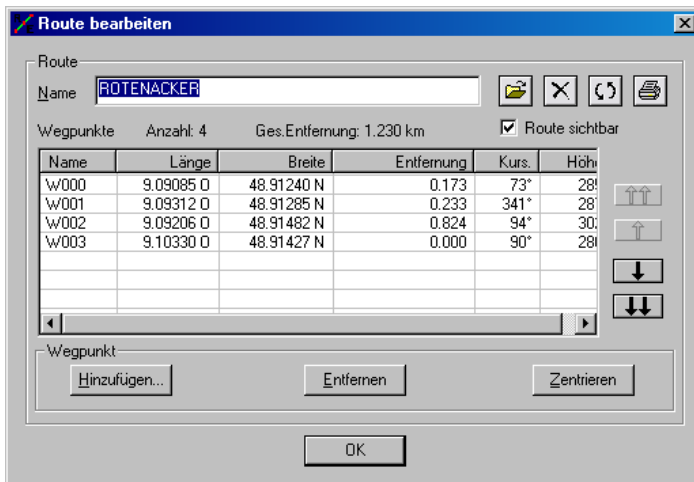 Route bearbeiten
Route
Name ROTENACKER
Wegpunkte Anzahl: 4 Ges.Entfernung: 1.230 km Route sichtbar
Name Länge Breite Entfernung Kurs.
W000 9.09085 O 48.91240 N 0.173 73°
W001 9.09312 O 48.91285 N 0.233 341°
W002 9.09206 O 48.91482 N 0.824 94°
W003 9.10330 O 48.91427 N 0.000 90°
Wegpunkt
Hinzufügen... Entfernen Zentrieren
OK